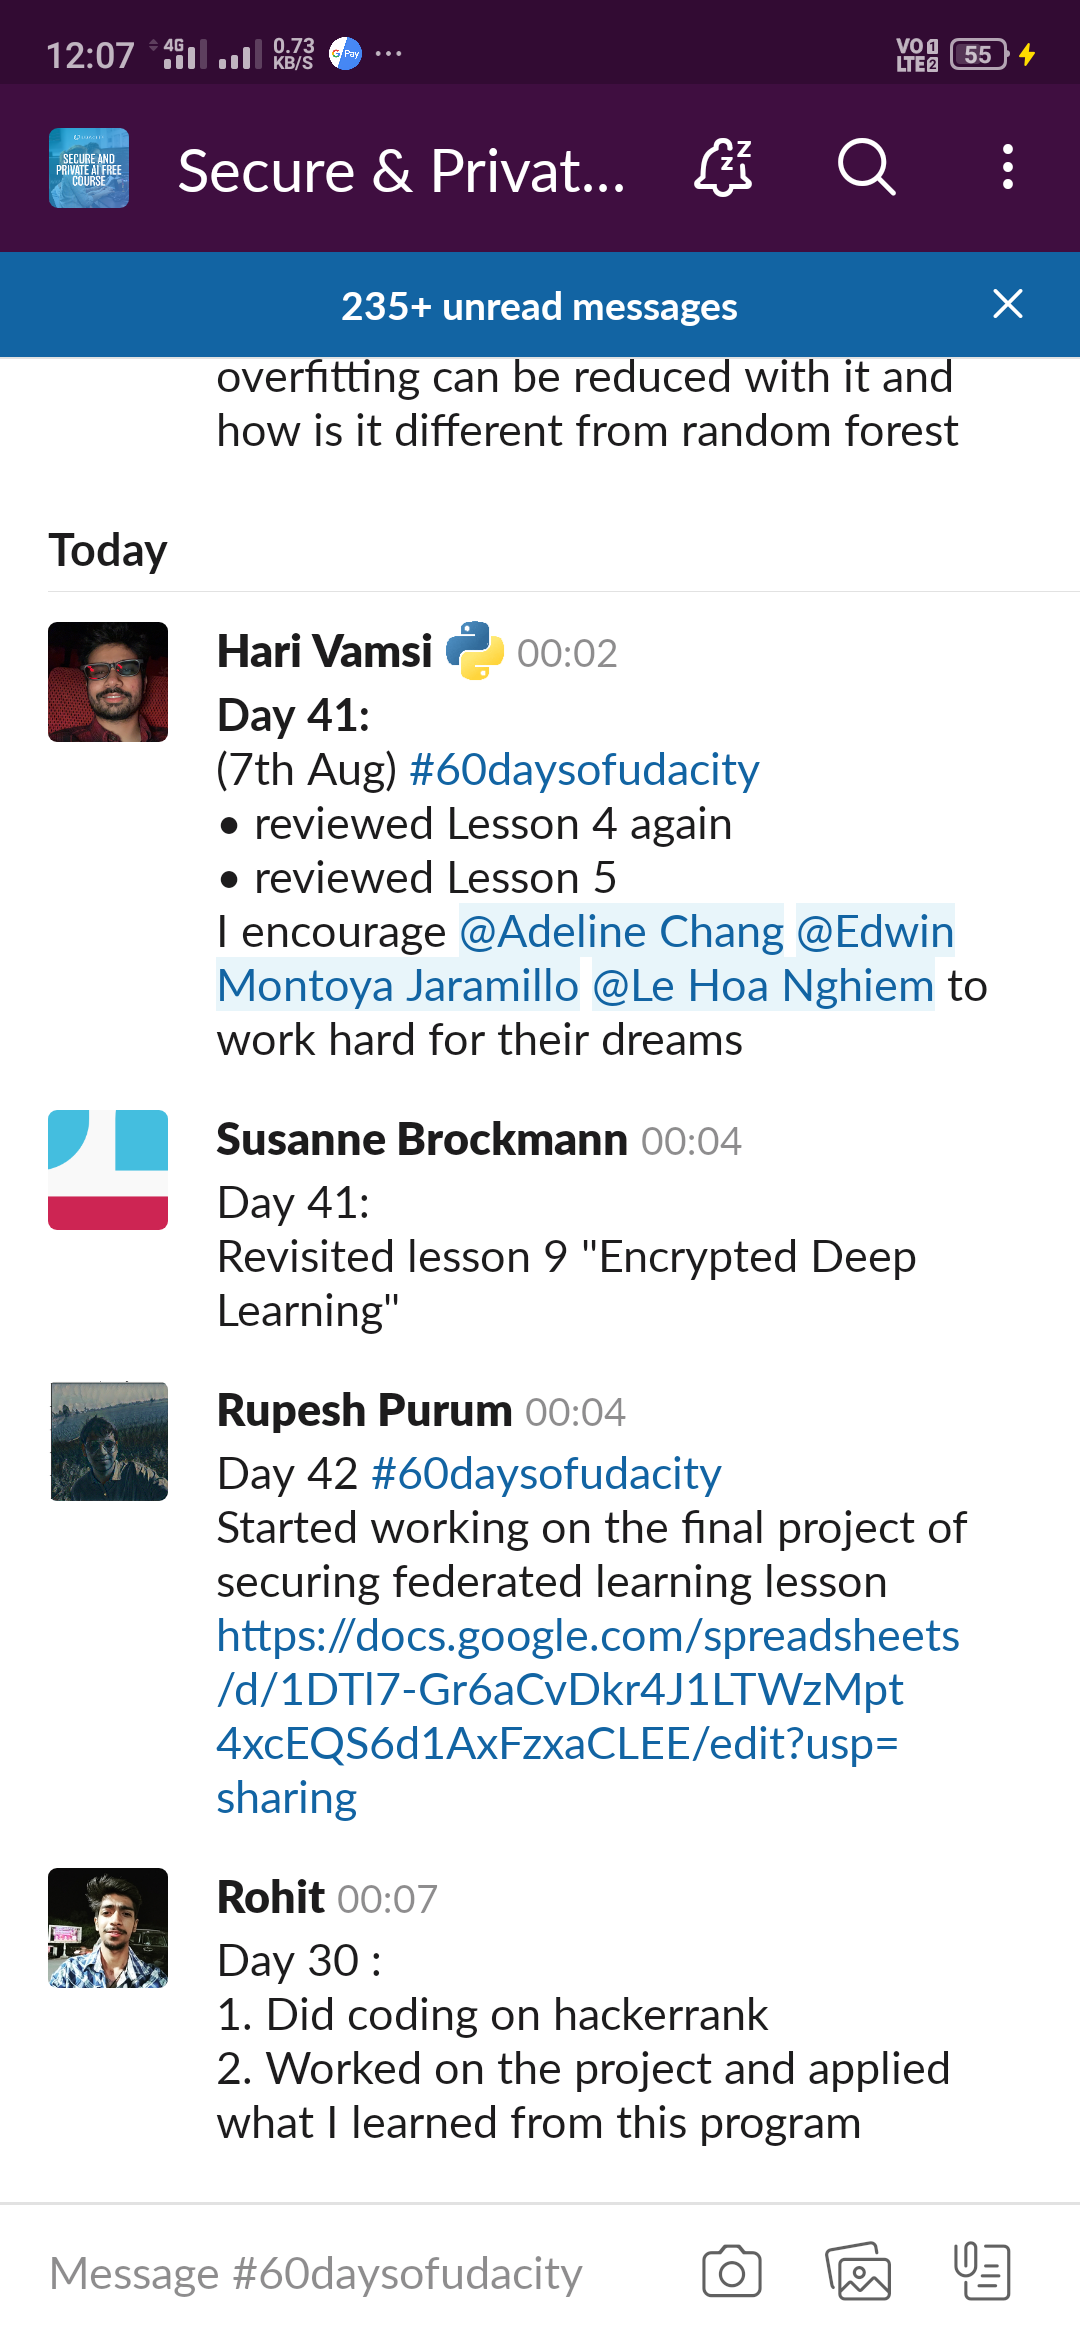 12:07 4G 0.73 KB/S G Pay ... VO LTE 1 2 55
SECURE AND
PRIVATE AI FREE
COURSE
Secure & Privat...
235+ unread messages
overfitting can be reduced with it and
how is it different from random forest
Today
Hari Vamsi 00:02
Day 41:
(7th Aug) #60daysofudacity
• reviewed Lesson 4 again
• reviewed Lesson 5
I encourage @Adeline Chang @Edwin
Montoya Jaramillo @Le Hoa Nghiem to
work hard for their dreams
Susanne Brockmann 00:04
Day 41:
Revisited lesson 9 "Encrypted Deep
Learning"
Rupesh Purum 00:04
Day 42 #60daysofudacity
Started working on the final project of
securing federated learning lesson
https://docs.google.com/spreadsheets
/d/1DTl7-Gr6aCvDkr4J1LTWzMpt
4xcEQS6d1AxFzxaCLEE/edit?usp=
sharing
Rohit 00:07
Day 30 :
1. Did coding on hackerrank
2. Worked on the project and applied
what I learned from this program
Message #60daysofudacity